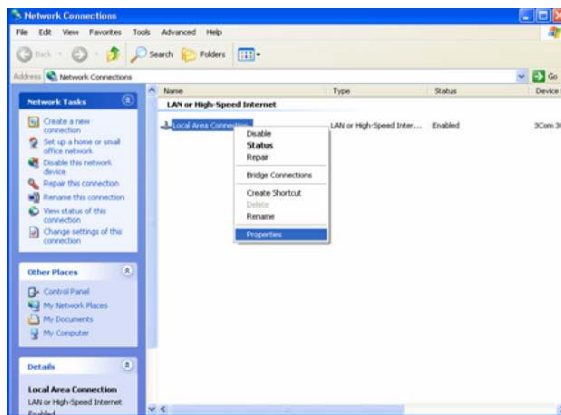 Network Connections
File Edit View Favorites Tools Advanced Help
Back Search Folders
Address Network Connections Go
Name Type Status Device
LAN or High-Speed Internet
Local Area Connection LAN or High-Speed Inter... Enabled 3Com 3
Disable
Status
Repair
Bridge Connections
Create Shortcut
Delete
Rename
Properties
Network Tasks
Create a new
connection
Set up a home or small
office network
Disable this network
device
Repair this connection
Rename this connection
View status of this
connection
Change settings of this
connection
Other Places
Control Panel
My Network Places
My Documents
My Computer
Details
Local Area Connection
LAN or High-Speed Internet
Enabled